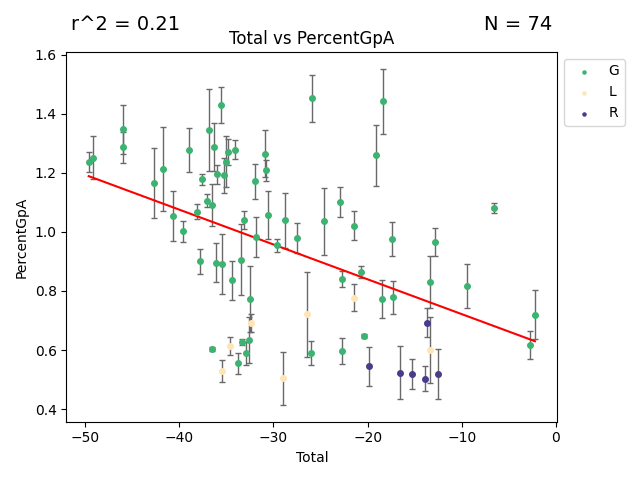 r^2 = 0.21
N = 74
Total vs PercentGpA
G
L
R
PercentGpA
1.6
1.4
1.2
1.0
0.8
0.6
0.4
−50
−40
−30
−20
−10
0
Total